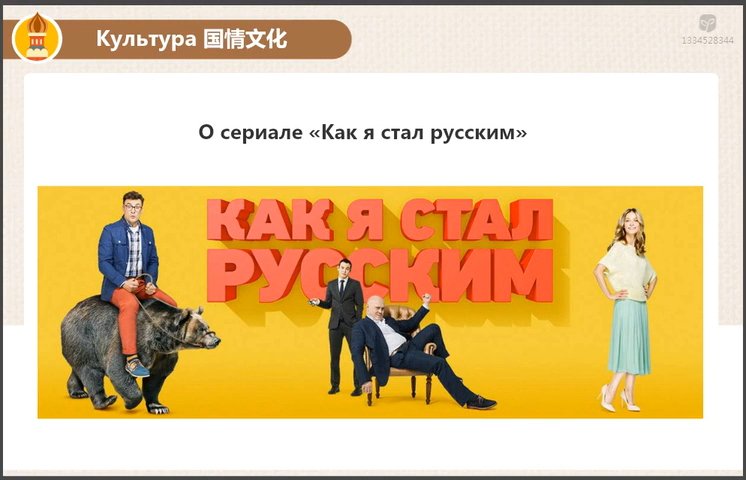 Культура 国情文化
1334528344
О сериале «Как я стал русским»
КАК Я СТАЛ
РУССКИМ